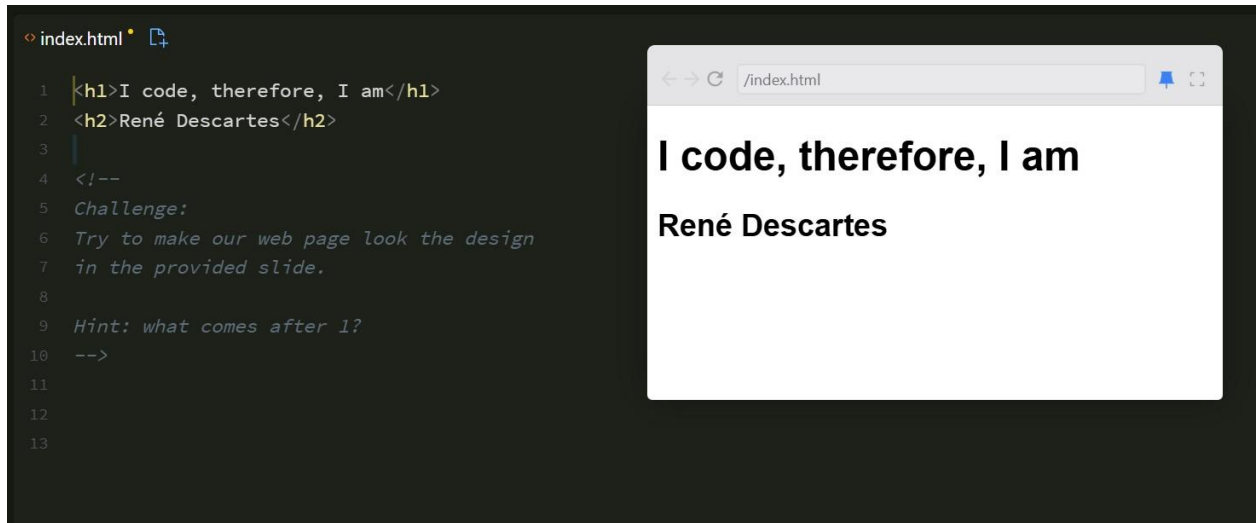 index.html
1 <h1>I code, therefore, I am</h1>
2 <h2>René Descartes</h2>
3
4 <!--
5 Challenge:
6 Try to make our web page look the design
7 in the provided slide.
8
9 Hint: what comes after 1?
10 -->
11
12
13
/index.html
I code, therefore, I am
René Descartes